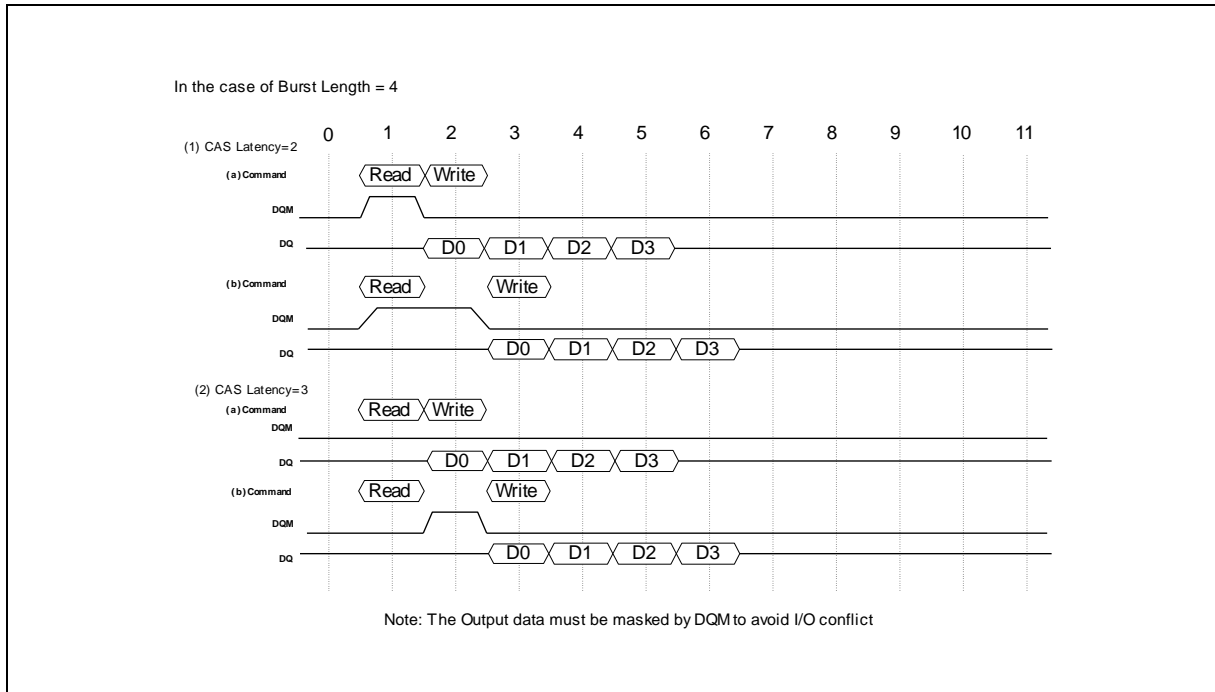 In the case of Burst Length = 4
0 1 2 3 4 5 6 7 8 9 10 11
(1) CAS Latency=2
(a) Command Read Write
DQM
DQ D0 D1 D2 D3
(b) Command Read Write
DQM
DQ D0 D1 D2 D3
(2) CAS Latency=3
(a) Command Read Write
DQM
DQ D0 D1 D2 D3
(b) Command Read Write
DQM
DQ D0 D1 D2 D3
Note: The Output data must be masked by DQM to avoid I/O conflict